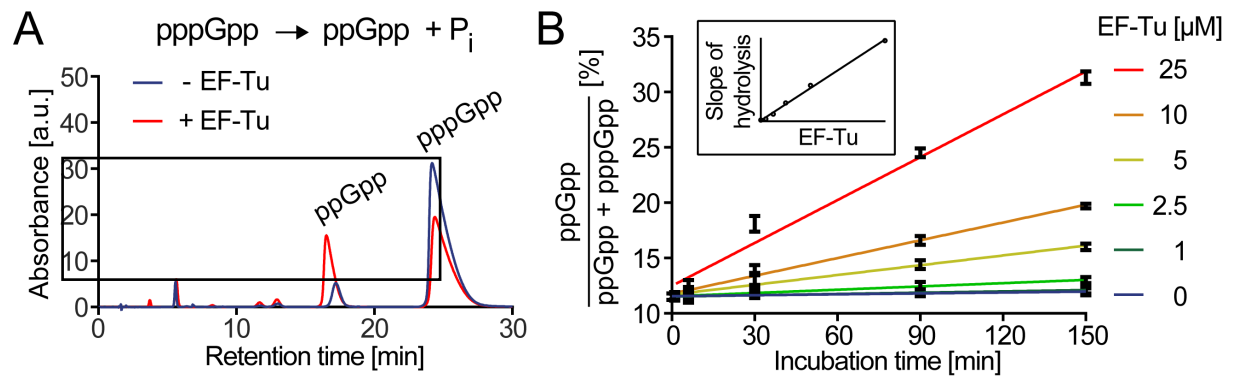 A
pppGpp → ppGpp + Pi
- EF-Tu
+ EF-Tu
pppGpp
ppGpp
Absorbance [a.u.]
50
40
30
20
10
0
0 10 20 30
Retention time [min]
B
EF-Tu [µM]
25
10
5
2.5
1
0
Slope of
hydrolysis
EF-Tu
ppGpp
ppGpp + pppGpp
[%]
35
30
25
20
15
10
0 30 60 90 120 150
Incubation time [min]